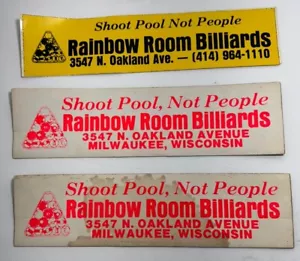 Shoot Pool Not People
Rainbow Room Billiards
3547 N. Oakland Ave. — (414) 964-1110
Shoot Pool, Not People
Rainbow Room Billiards
3547 N. OAKLAND AVENUE
MILWAUKEE, WISCONSIN
Shoot Pool, Not People
Rainbow Room Billiards
3547 N. OAKLAND AVENUE
MILWAUKEE, WISCONSIN